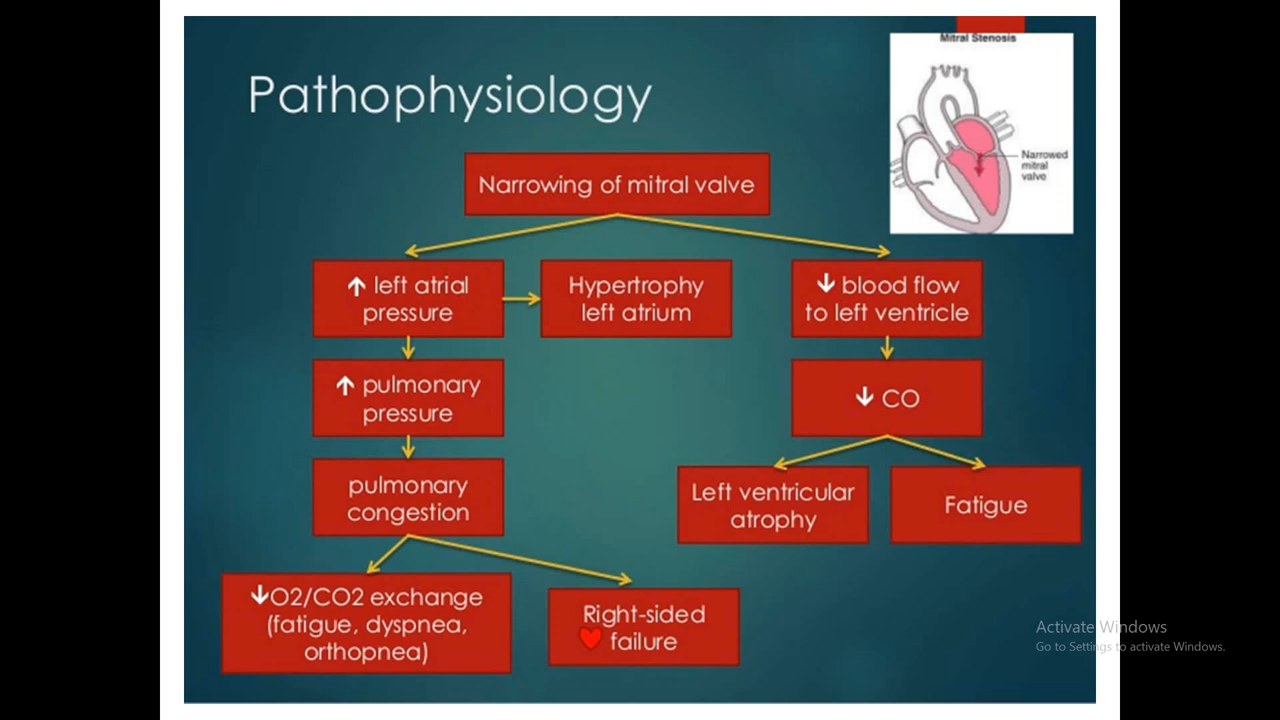 Mitral Stenosis
Pathophysiology
Narrowed
mitral
valve
Narrowing of mitral valve
↑ left atrial
pressure
Hypertrophy
left atrium
↓ blood flow
to left ventricle
↑ pulmonary
pressure
↓ CO
pulmonary
congestion
Left ventricular
atrophy
Fatigue
↓O2/CO2 exchange
(fatigue, dyspnea,
orthopnea)
Right-sided
❤ failure
Activate Windows
Go to Settings to activate Windows.